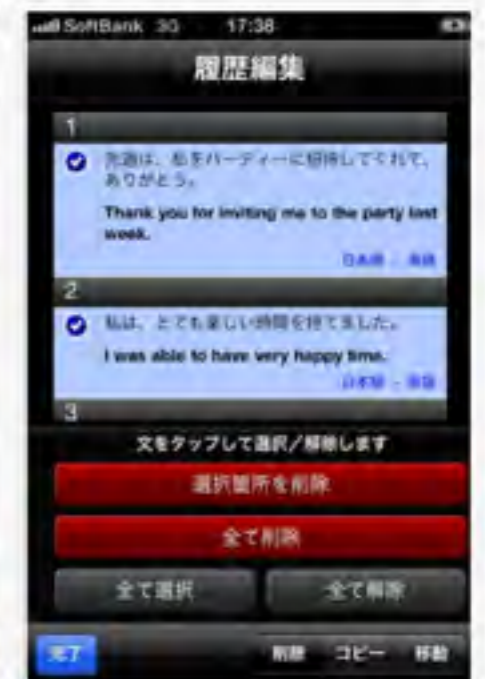 SoftBank 3G 17:38
履歴編集
1
先週は、私をパーティーに招待してくれて、
ありがとう。
Thank you for inviting me to the party last
week.
日本語 - 英語
2
私は、とても楽しい時間を持てました。
I was able to have very happy time.
日本語 - 英語
3
文をタップして選択/解除します
選択箇所を削除
全て削除
全て選択 全て解除
完了 削除 コピー 移動